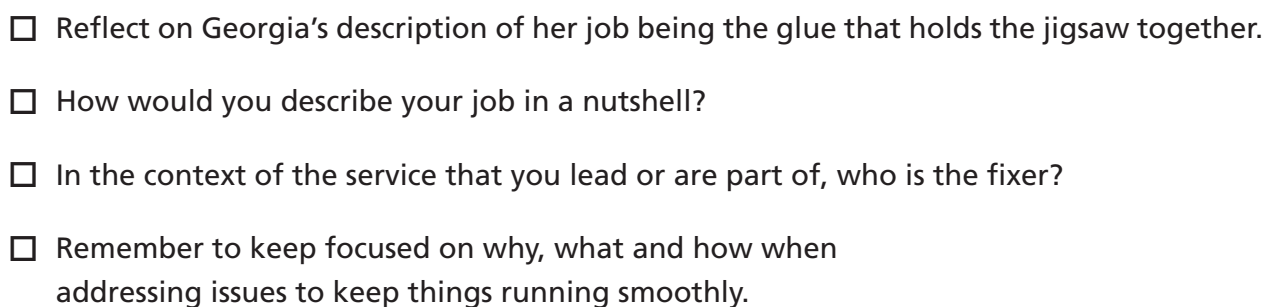 Reflect on Georgia’s description of her job being the glue that holds the jigsaw together.
How would you describe your job in a nutshell?
In the context of the service that you lead or are part of, who is the fixer?
Remember to keep focused on why, what and how when
addressing issues to keep things running smoothly.